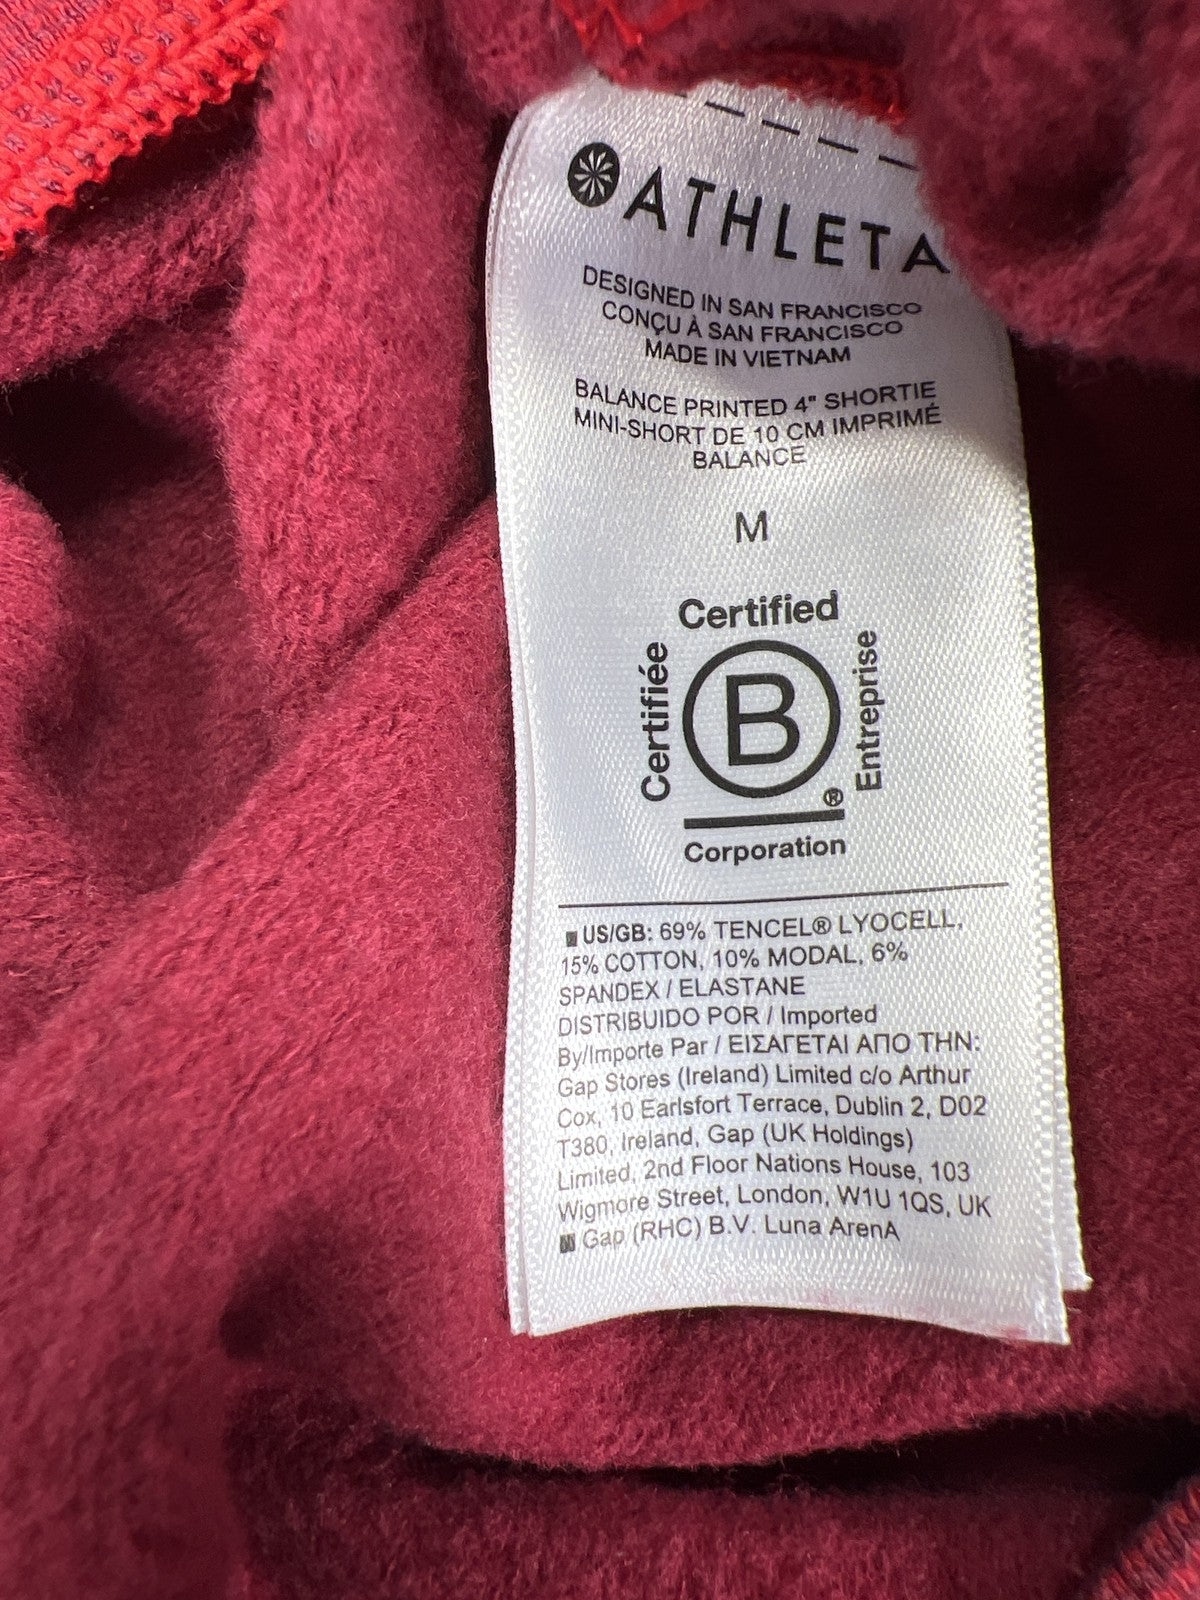 ATHLETA
DESIGNED IN SAN FRANCISCO
CONÇU À SAN FRANCISCO
MADE IN VIETNAM
BALANCE PRINTED 4" SHORTIE
MINI-SHORT DE 10 CM IMPRIMÉ
BALANCE
M
Certified
Certifiée
B
®
Entreprise
Corporation
US/GB: 69% TENCEL® LYOCELL,
15% COTTON, 10% MODAL, 6%
SPANDEX / ELASTANE
DISTRIBUIDO POR / Imported
By/Importe Par / ΕΙΣΑΓΕΤΑΙ ΑΠΟ ΤΗΝ:
Gap Stores (Ireland) Limited c/o Arthur
Cox, 10 Earlsfort Terrace, Dublin 2, D02
T380, Ireland, Gap (UK Holdings)
Limited, 2nd Floor Nations House, 103
Wigmore Street, London, W1U 1QS, UK
Gap (RHC) B.V. Luna ArenA